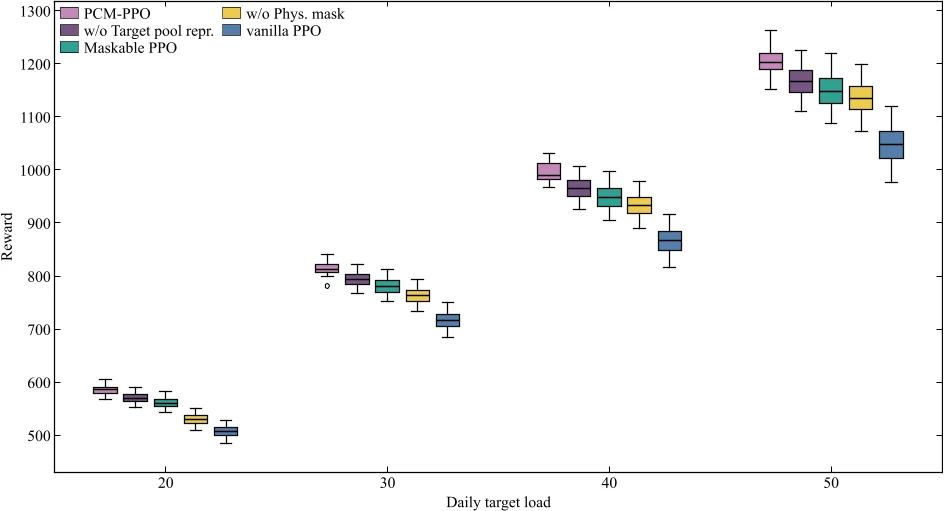 1300
1200
1100
1000
900
800
700
600
500
Reward
PCM-PPO
w/o Target pool repr.
Maskable PPO
w/o Phys. mask
vanilla PPO
20
30
40
50
Daily target load